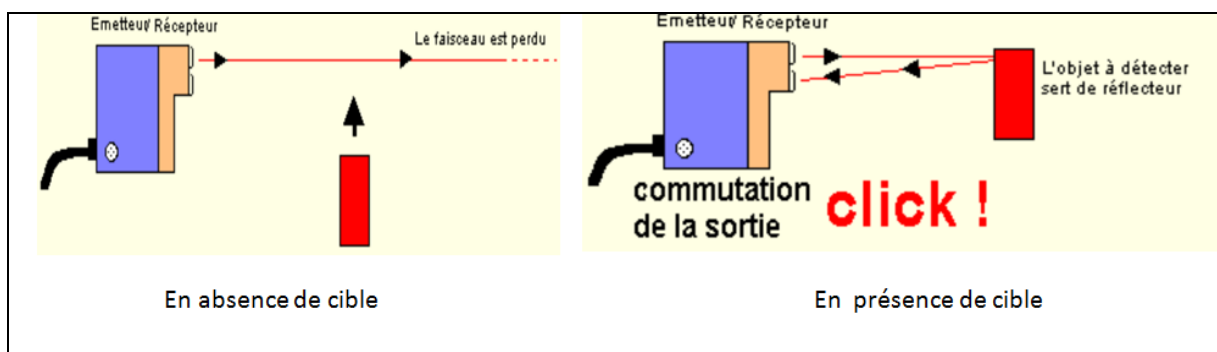 Emetteur/ Récepteur
Le faisceau est perdu
En absence de cible
Emetteur/ Récepteur
L'objet à détecter
sert de réflecteur
commutation
de la sortie
click !
En présence de cible